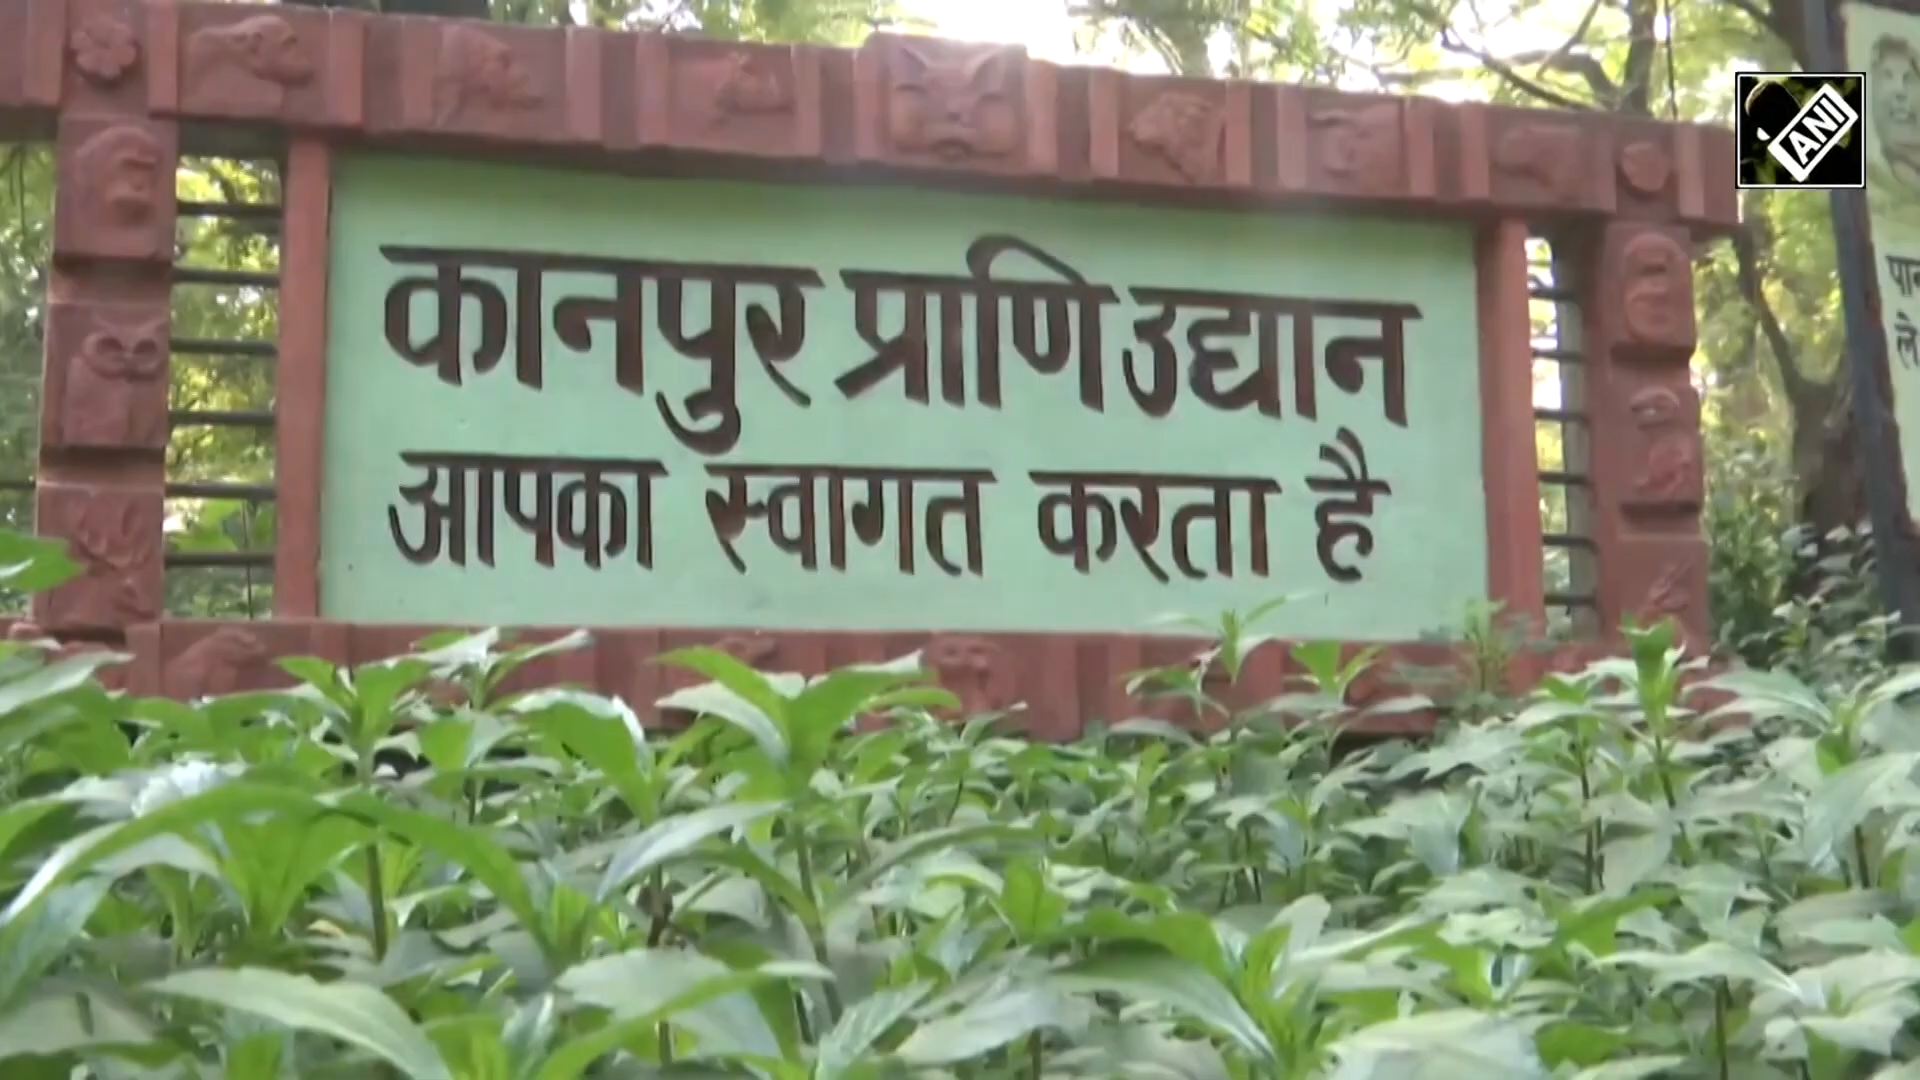 कानपुर प्राणि उद्यान
आपका स्वागत करता है
ANI